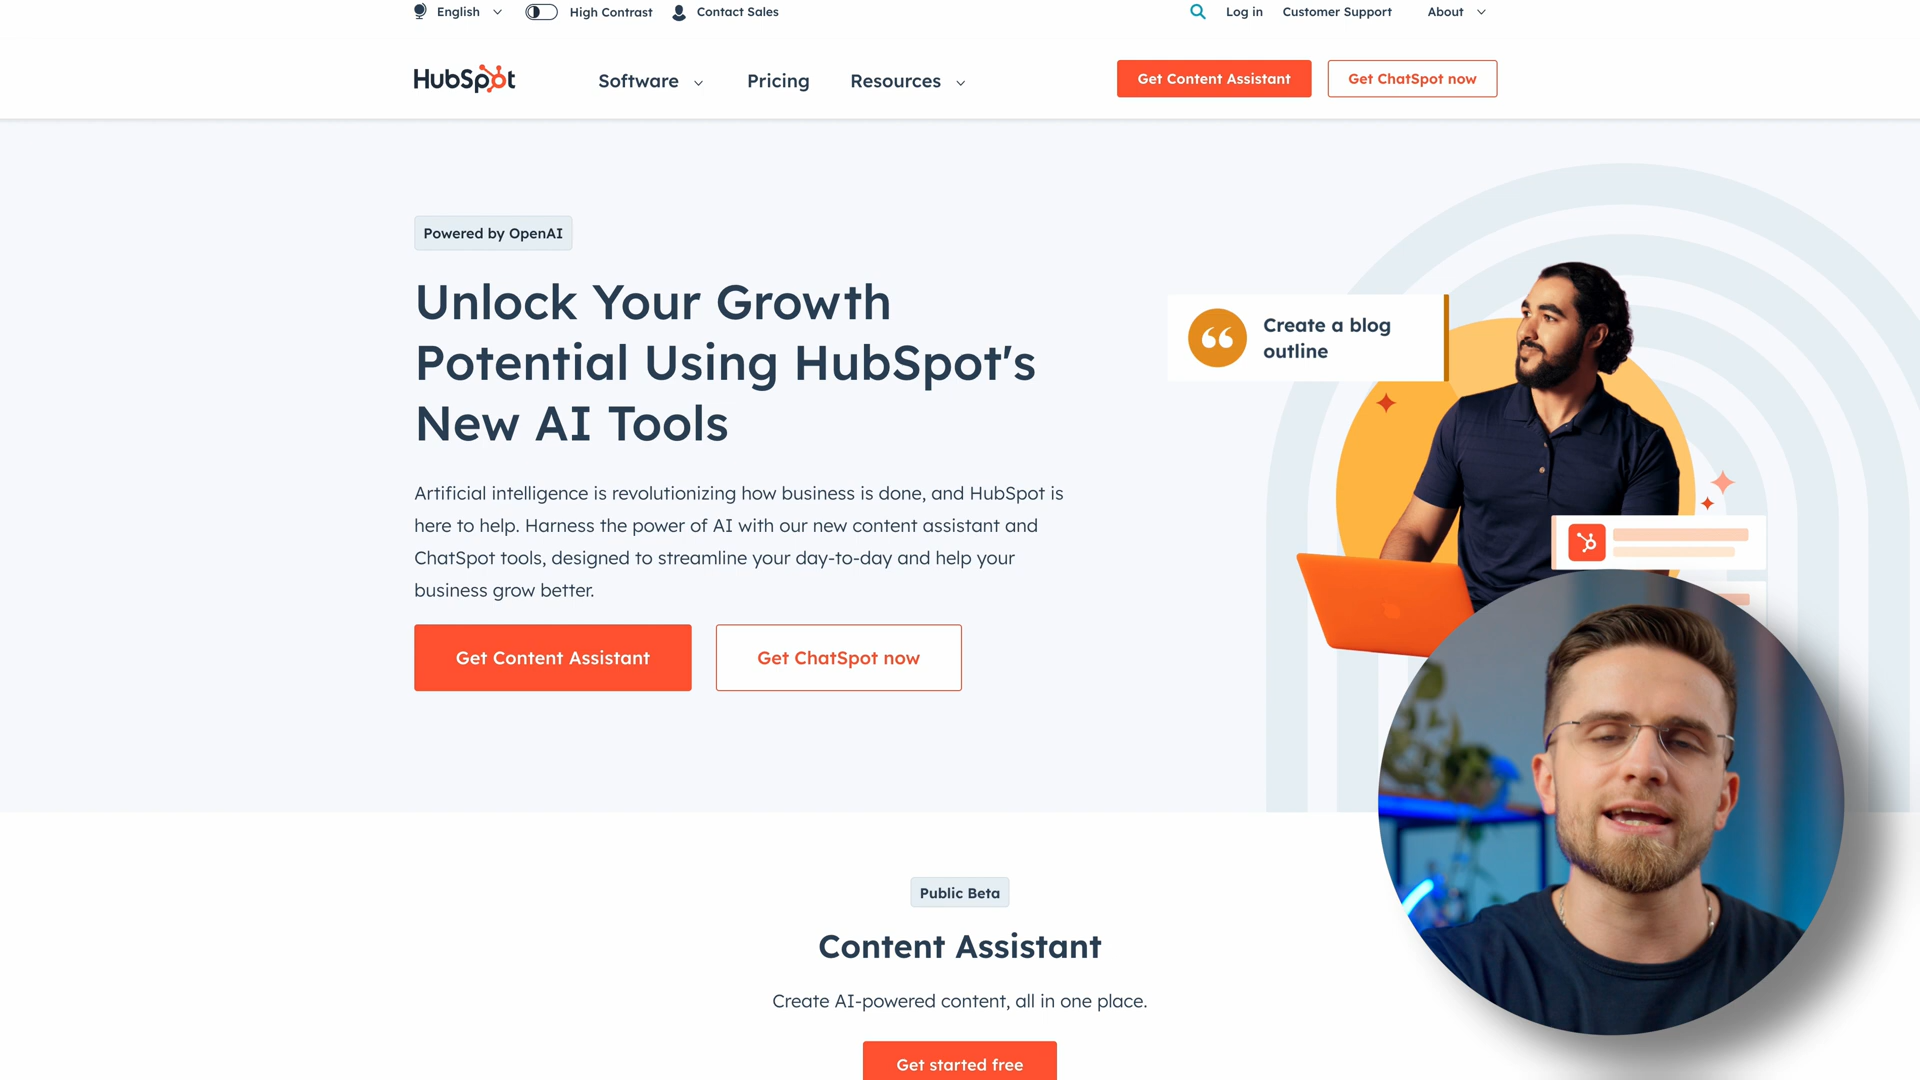 English
High Contrast
Contact Sales
Log in
Customer Support
About
HubSpot
Software
Pricing
Resources
Get Content Assistant
Get ChatSpot now
Powered by OpenAI
Unlock Your Growth
Potential Using HubSpot's
New AI Tools
Artificial intelligence is revolutionizing how business is done, and HubSpot is
here to help. Harness the power of AI with our new content assistant and
ChatSpot tools, designed to streamline your day-to-day and help your
business grow better.
Get Content Assistant
Get ChatSpot now
Create a blog
outline
Public Beta
Content Assistant
Create AI-powered content, all in one place.
Get started free